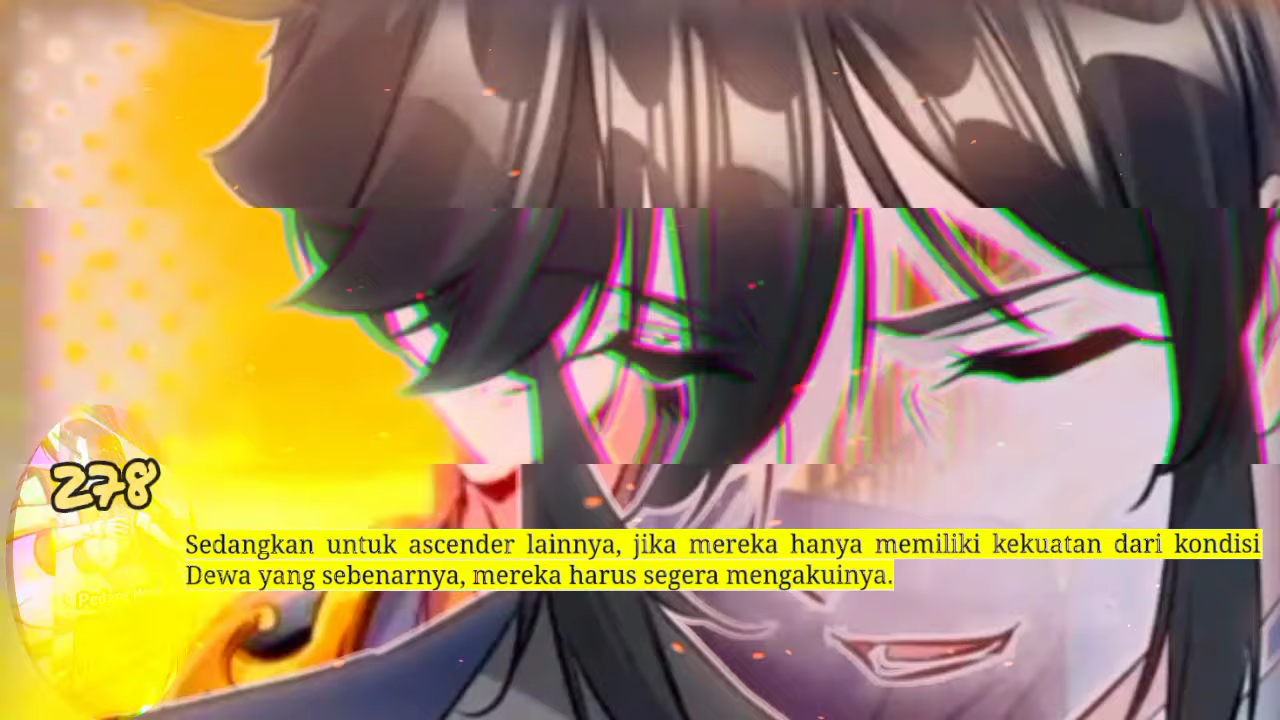 278
Sedangkan untuk ascender lainnya, jika mereka hanya memiliki kekuatan dari kondisi
Dewa yang sebenarnya, mereka harus segera mengakuinya.
Pedang